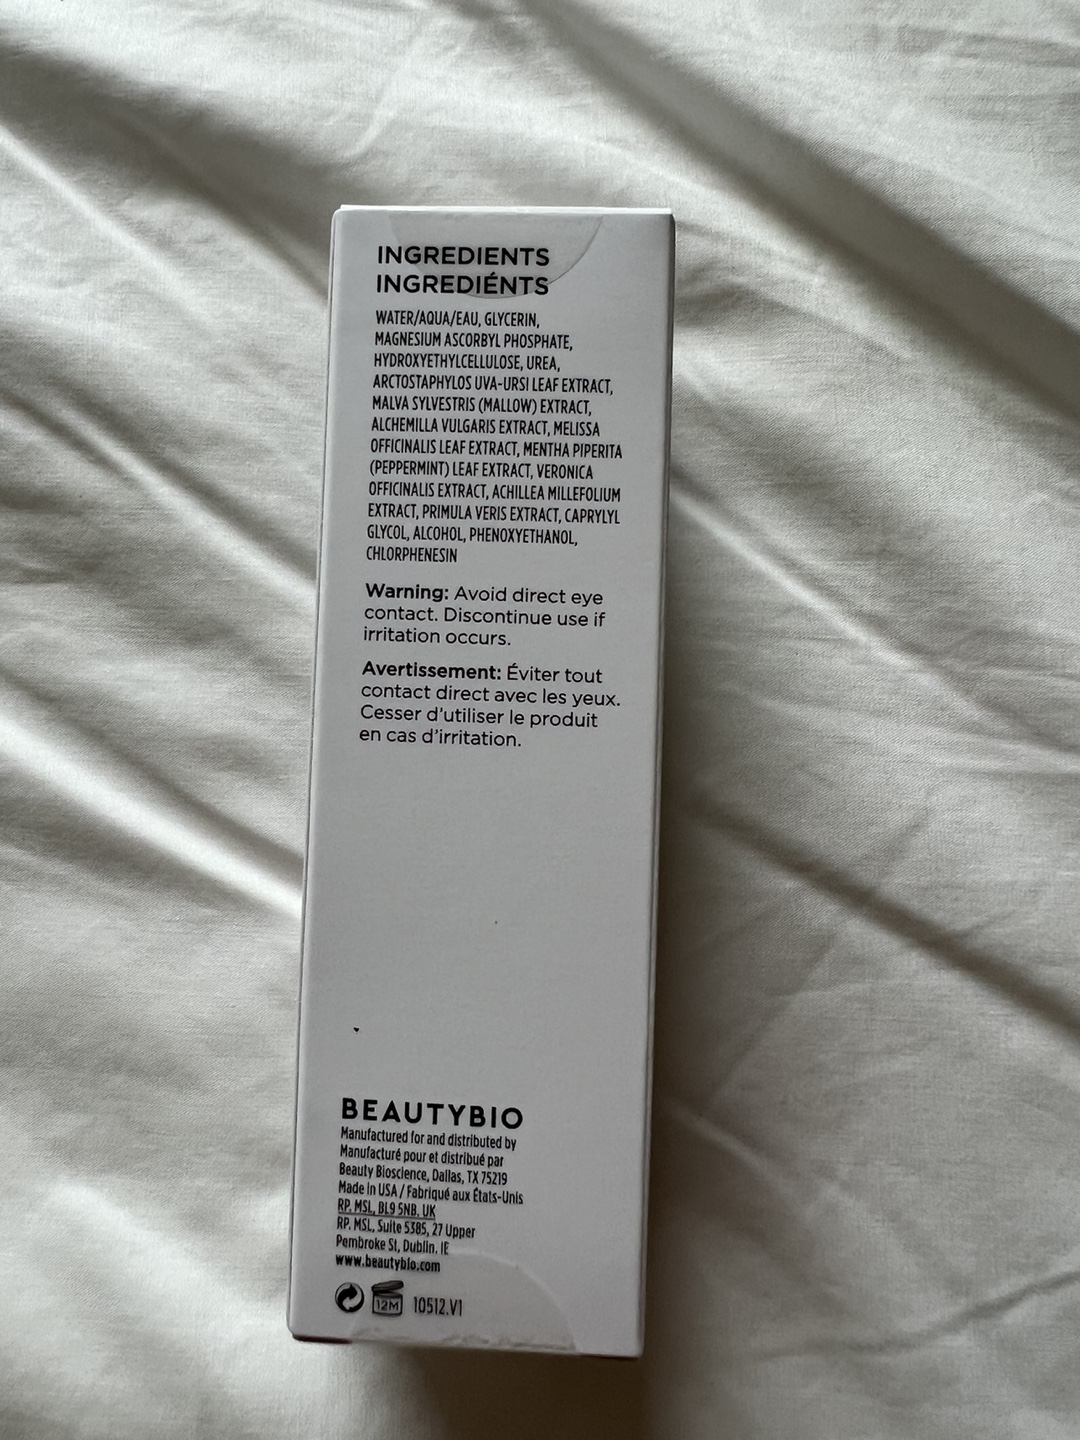 INGREDIENTS
INGREDIÉNTS
WATER/AQUA/EAU, GLYCERIN,
MAGNESIUM ASCORBYL PHOSPHATE,
HYDROXYETHYLCELLULOSE, UREA,
ARCTOSTAPHYLOS UVA-URSI LEAF EXTRACT,
MALVA SYLVESTRIS (MALLOW) EXTRACT,
ALCHEMILLA VULGARIS EXTRACT, MELISSA
OFFICINALIS LEAF EXTRACT, MENTHA PIPERITA
(PEPPERMINT) LEAF EXTRACT, VERONICA
OFFICINALIS EXTRACT, ACHILLEA MILLEFOLIUM
EXTRACT, PRIMULA VERIS EXTRACT, CAPRYLYL
GLYCOL, ALCOHOL, PHENOXYETHANOL,
CHLORPHENESIN
Warning: Avoid direct eye
contact. Discontinue use if
irritation occurs.
Avertissement: Éviter tout
contact direct avec les yeux.
Cesser d'utiliser le produit
en cas d'irritation.
BEAUTYBIO
Manufactured for and distributed by
Manufacturé pour et distribué par
Beauty Bioscience, Dallas, TX 75219
Made in USA / Fabriqué aux États-Unis
RP. MSL, BL9 5NB. UK
RP. MSL, Suite 5385, 27 Upper
Pembroke St, Dublin. IE
www.beautybio.com
12M 10512.V1